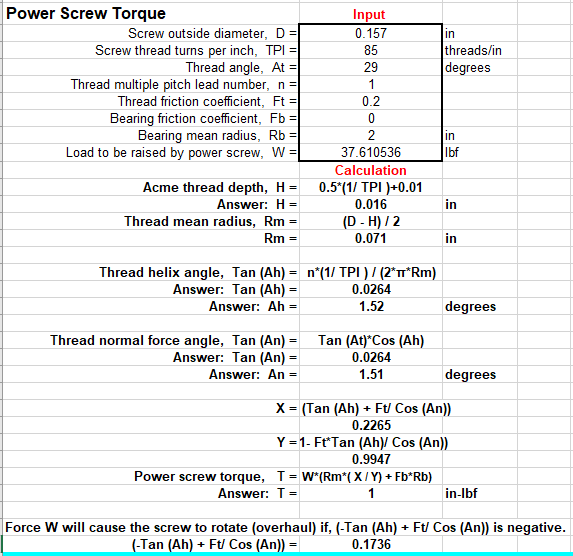 Power Screw Torque Input
Screw outside diameter, D = 0.157 in
Screw thread turns per inch, TPI = 85 threads/in
Thread angle, At = 29 degrees
Thread multiple pitch lead number, n = 1
Thread friction coefficient, Ft = 0.2
Bearing friction coefficient, Fb = 0
Bearing mean radius, Rb = 2 in
Load to be raised by power screw, W = 37.610536 lbf
Calculation
Acme thread depth, H = 0.5*(1/ TPI )+0.01
Answer: H = 0.016 in
Thread mean radius, Rm = (D - H) / 2
Rm = 0.071 in
Thread helix angle, Tan (Ah) = n*(1/ TPI ) / (2*π*Rm)
Answer: Tan (Ah) = 0.0264
Answer: Ah = 1.52 degrees
Thread normal force angle, Tan (An) = Tan (At)*Cos (Ah)
Answer: Tan (An) = 0.0264
Answer: An = 1.51 degrees
X = (Tan (Ah) + Ft/ Cos (An))
0.2265
Y = 1- Ft*Tan (Ah)/ Cos (An))
0.9947
Power screw torque, T = W*(Rm*( X / Y) + Fb*Rb)
Answer: T = 1 in-lbf
Force W will cause the screw to rotate (overhaul) if, (-Tan (Ah) + Ft/ Cos (An)) is negative.
(-Tan (Ah) + Ft/ Cos (An)) = 0.1736